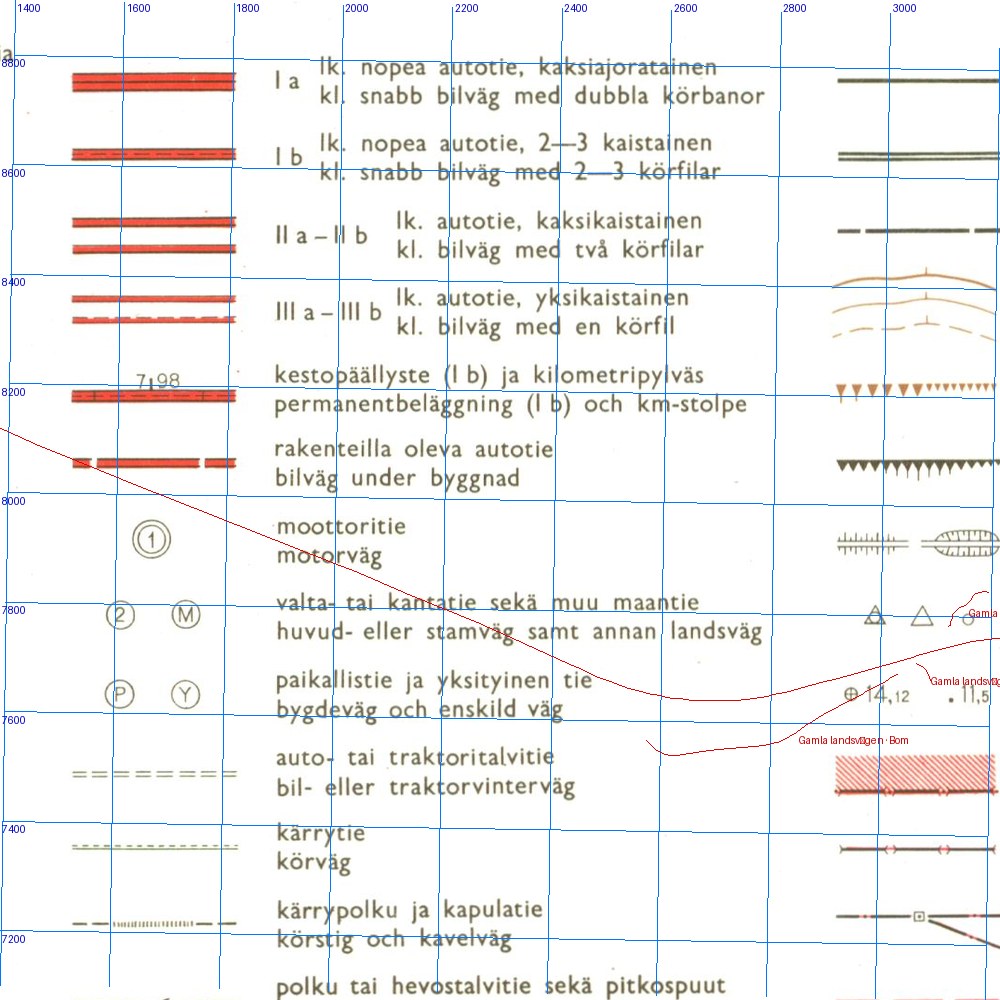 1400 1600 1800 2000 2200 2400 2600 2800 3000
ia
8800
I a
lk. nopea autotie, kaksiajoratainen
kl. snabb bilväg med dubbla körbanor
I b
lk. nopea autotie, 2—3 kaistainen
kl. snabb bilväg med 2—3 körfilar
8600
II a – II b
lk. autotie, kaksikaistainen
kl. bilväg med två körfilar
8400
III a – III b
lk. autotie, yksikaistainen
kl. bilväg med en körfil
7 98
kestopäällyste (I b) ja kilometripylväs
permanentbeläggning (I b) och km-stolpe
8200
rakenteilla oleva autotie
bilväg under byggnad
8000
1
moottoritie
motorväg
7800
2 M
valta- tai kantatie sekä muu maantie
huvud- eller stamväg samt annan landsväg
Gamla
P Y
paikallistie ja yksityinen tie
bygdeväg och enskild väg
14,12 .11,5
Gamla landsväg
7600
Gamla landsvägen·Bom
auto- tai traktoritalvitie
bil- eller traktorvinterväg
7400
kärrytie
körväg
kärrypolku ja kapulatie
körstig och kavelväg
7200
polku tai hevostalvitie sekä pitkospuut